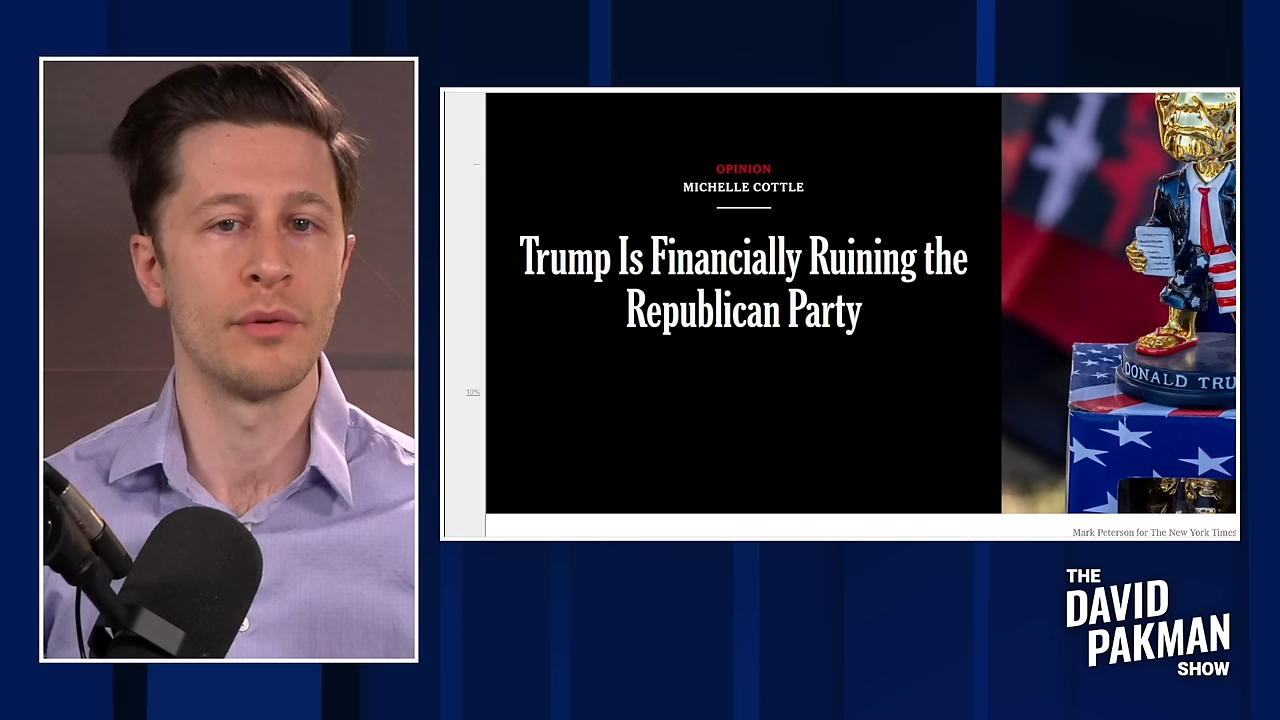 OPINION
MICHELLE COTTLE
Trump Is Financially Ruining the
Republican Party
10%
DONALD TRU
Mark Peterson for The New York Times
THE
DAVID
PAKMAN
SHOW